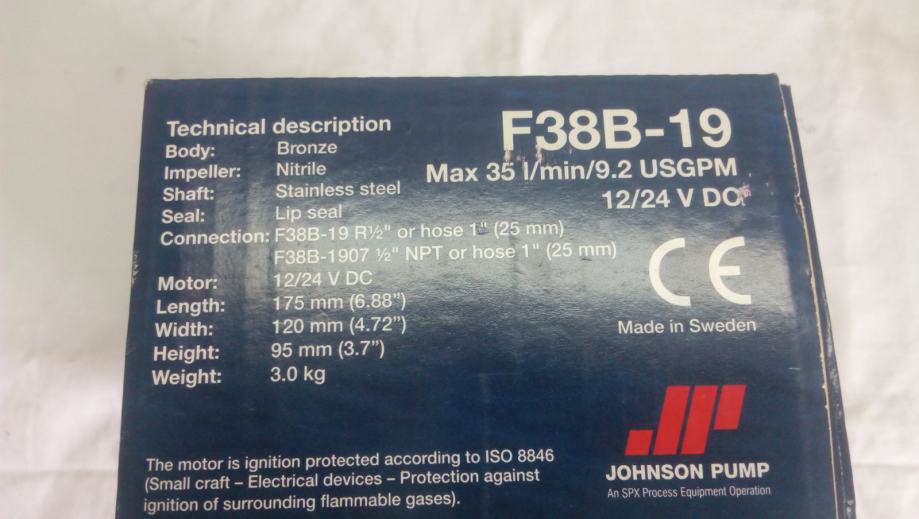 Technical description
Body: Bronze
Impeller: Nitrile
Shaft: Stainless steel
Seal: Lip seal
Connection: F38B-19 R½" or hose 1" (25 mm)
F38B-1907 ½" NPT or hose 1" (25 mm)
Motor: 12/24 V DC
Length: 175 mm (6.88")
Width: 120 mm (4.72")
Height: 95 mm (3.7")
Weight: 3.0 kg
The motor is ignition protected according to ISO 8846
(Small craft – Electrical devices – Protection against
ignition of surrounding flammable gases).
F38B-19
Max 35 l/min/9.2 USGPM
12/24 V DC
CE
Made in Sweden
JP
JOHNSON PUMP
An SPX Process Equipment Operation